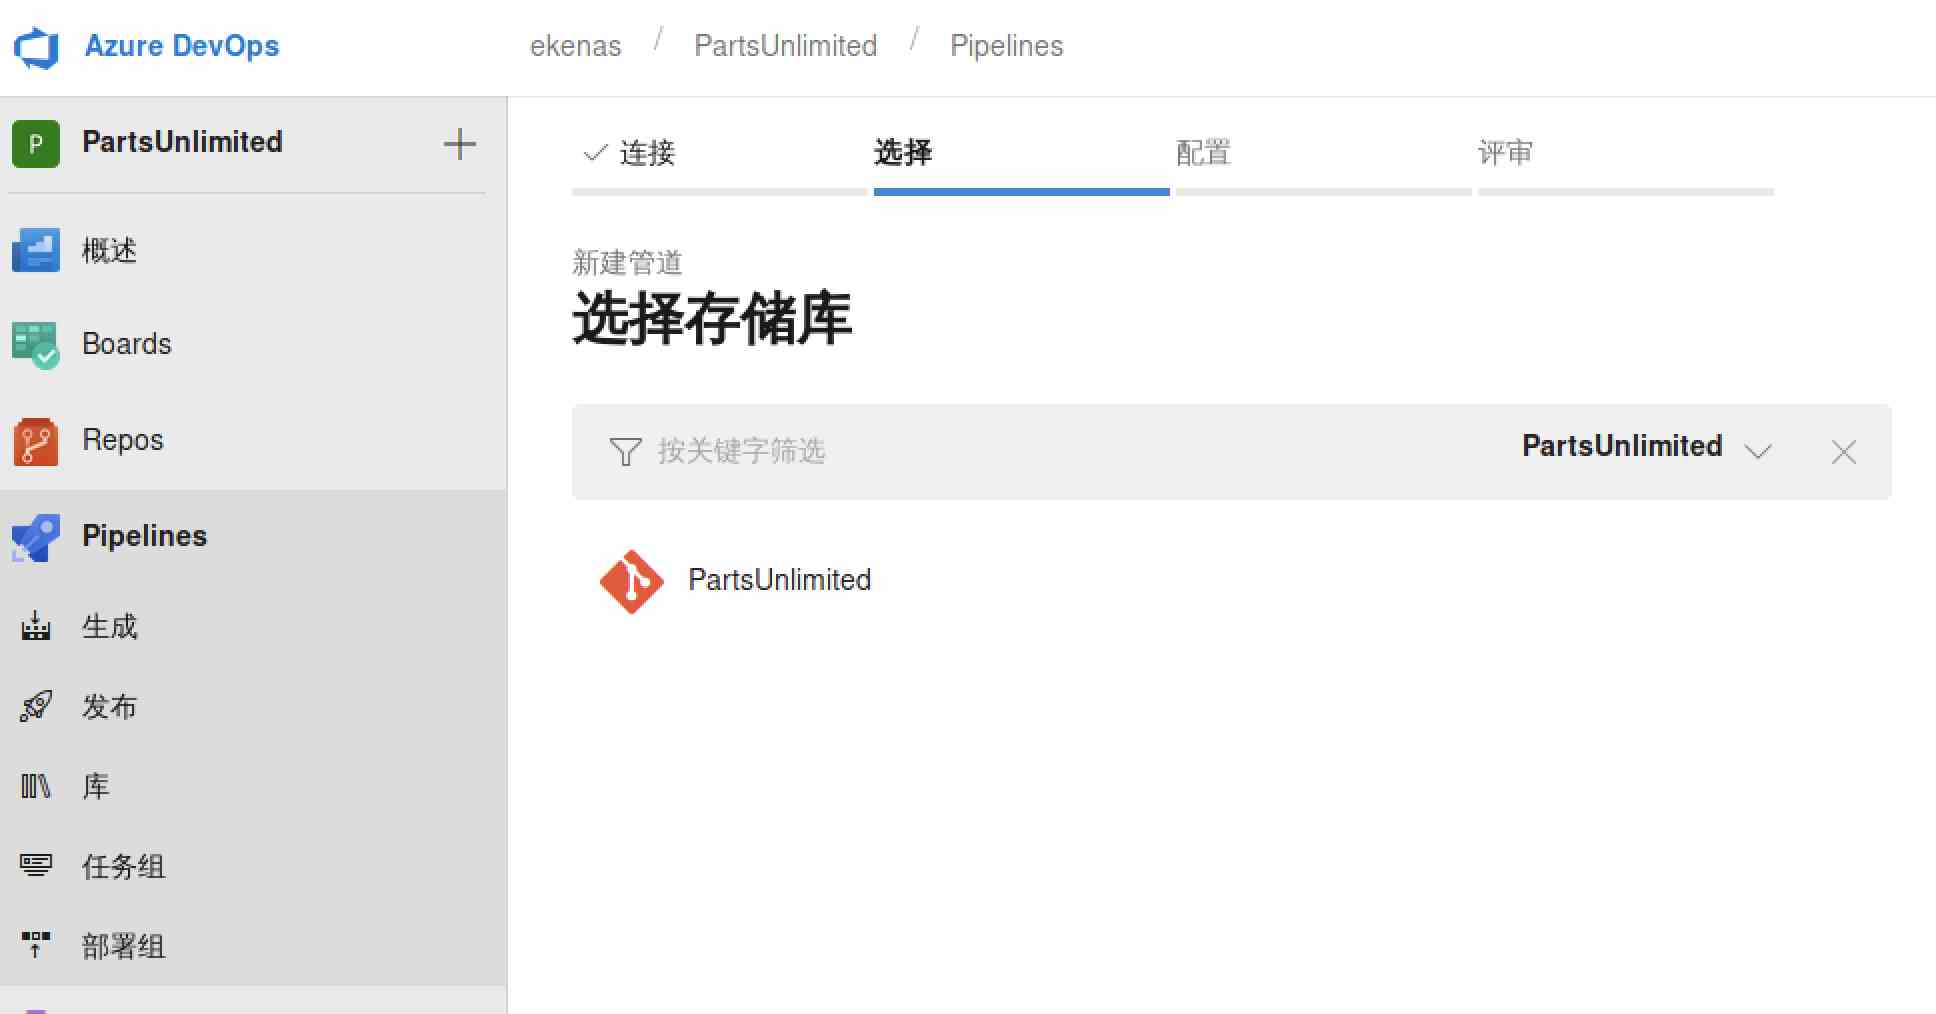 Azure DevOps
ekenas / PartsUnlimited / Pipelines
P PartsUnlimited
连接 选择 配置 评审
概述
新建管道
选择存储库
Boards
Repos
按关键字筛选 PartsUnlimited
Pipelines
PartsUnlimited
生成
发布
库
任务组
部署组